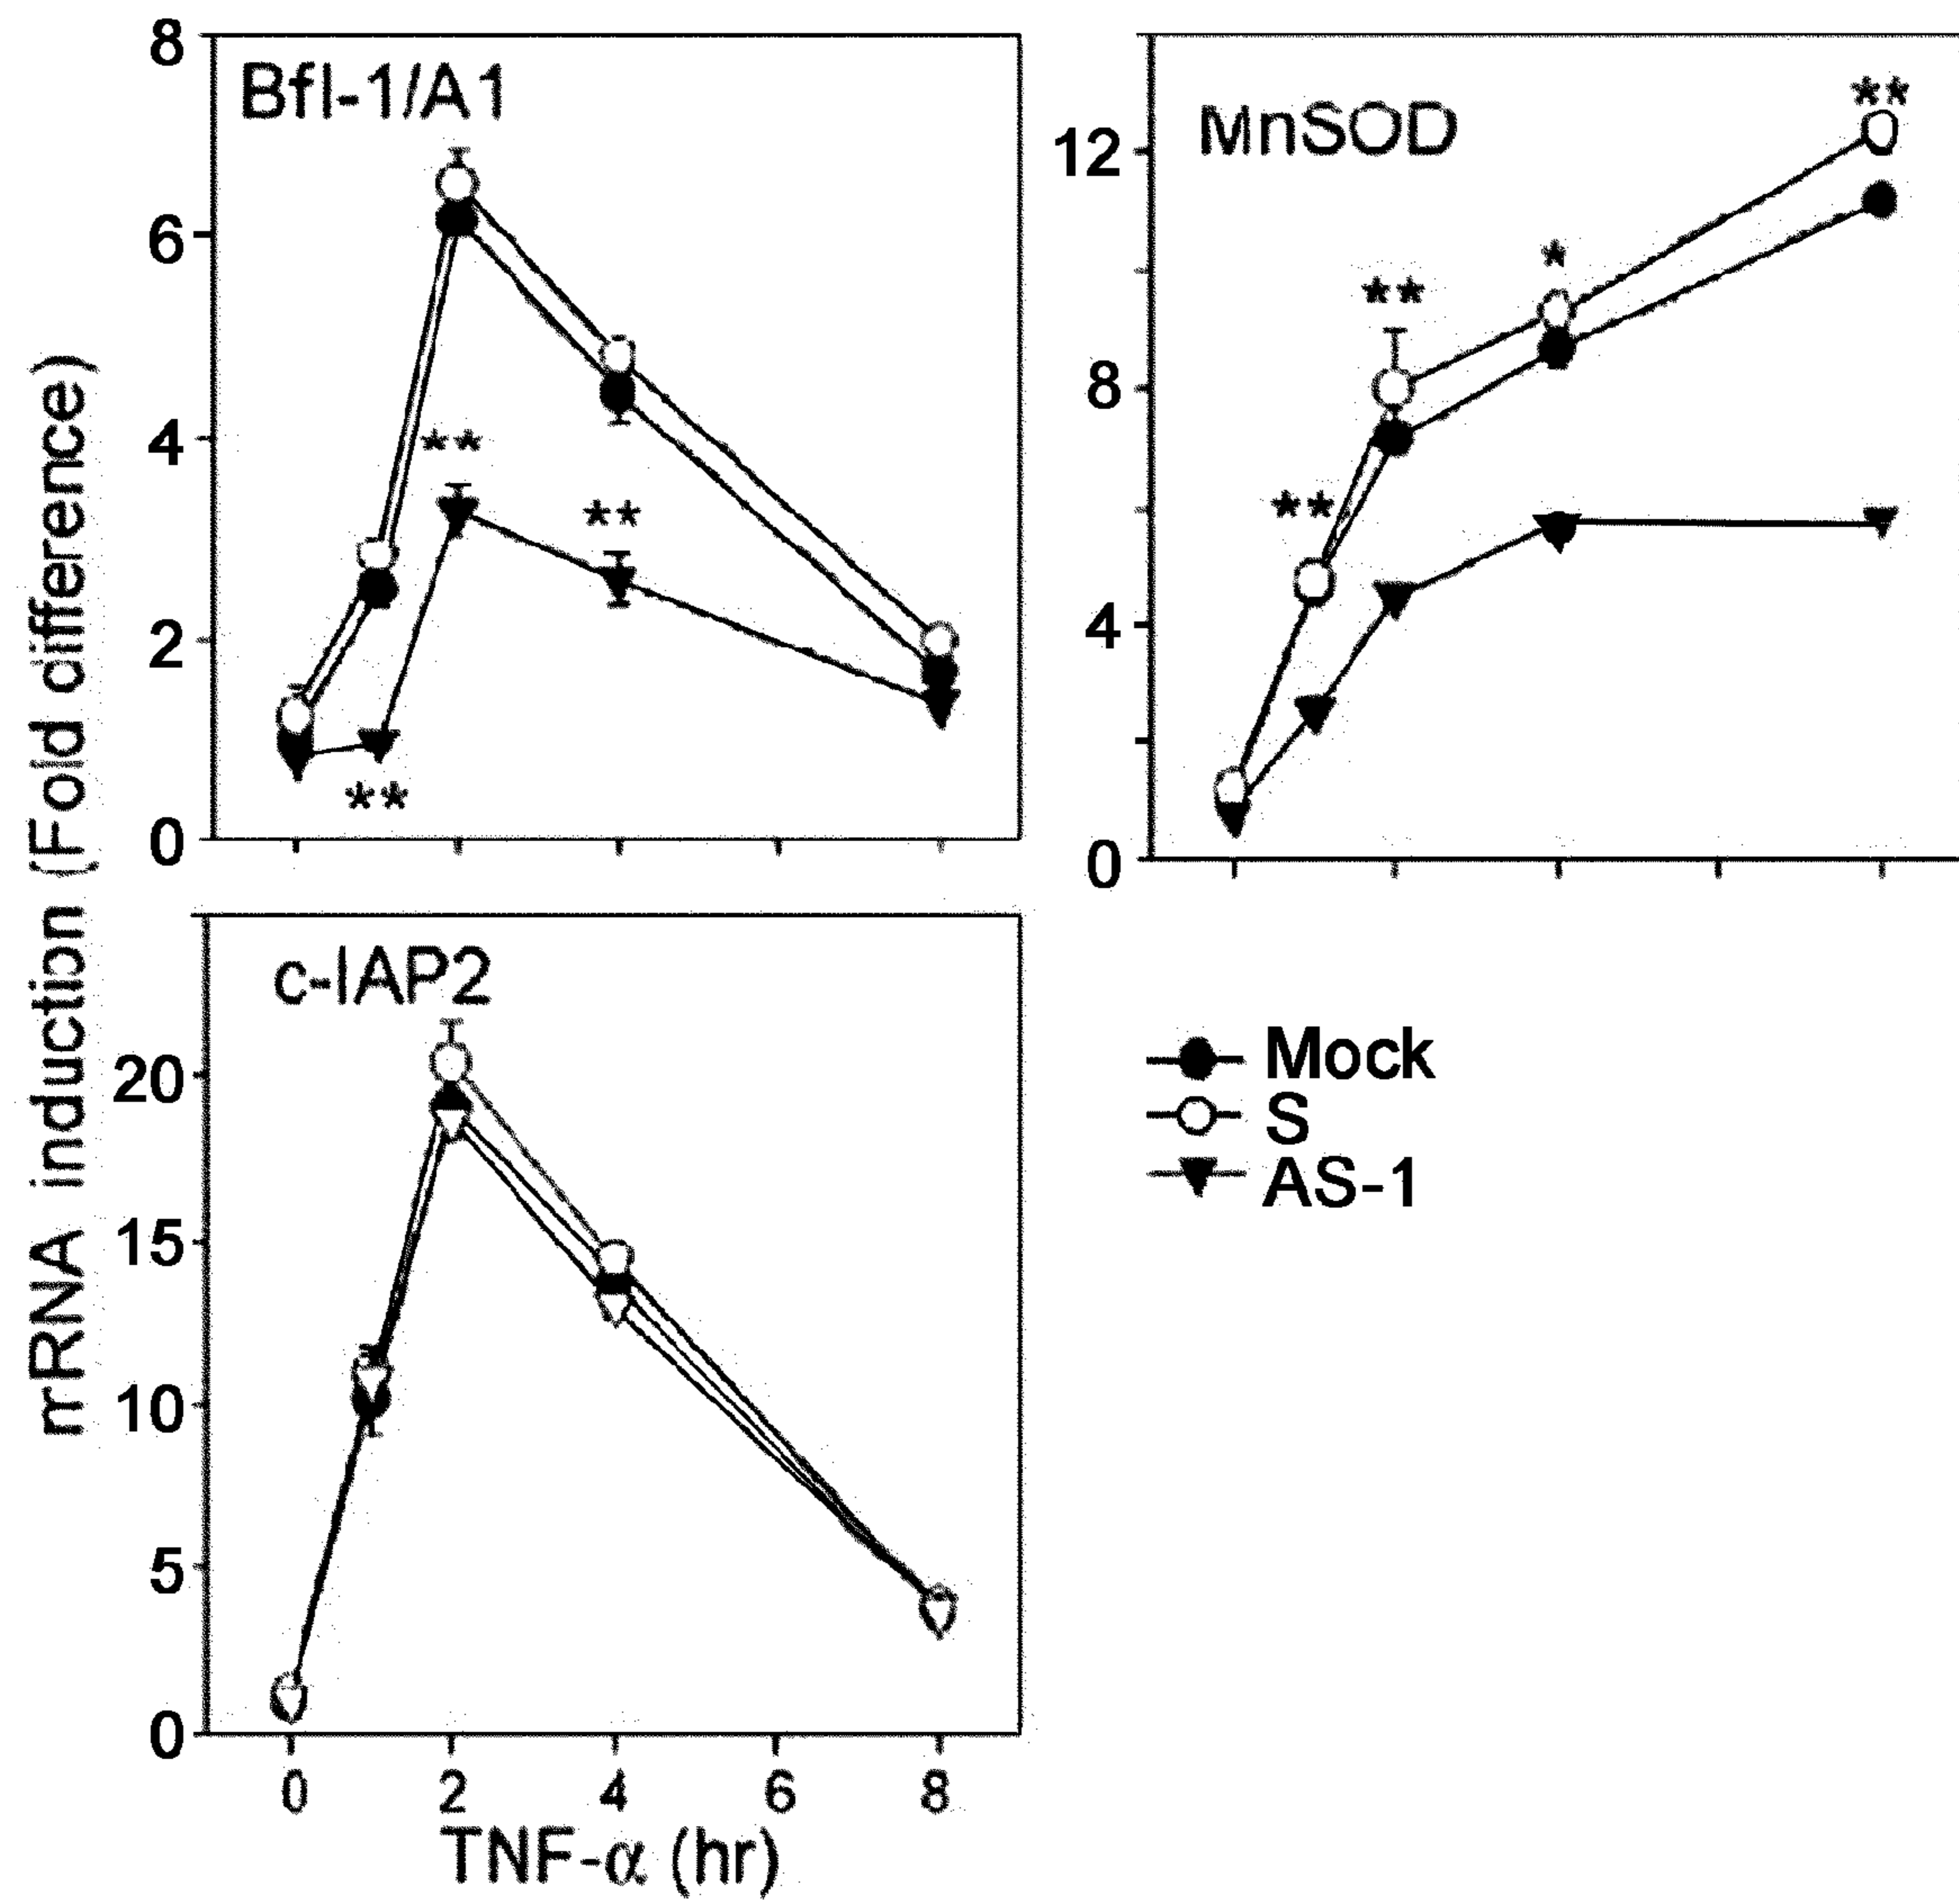 mRNA induction (Fold difference)
Bfl-1/A1
8
6
4
2
0
**
**
**
MnSOD
12
8
4
0
**
**
*
**
c-IAP2
20
15
10
5
0
0 2 4 6 8
TNF-α (hr)
Mock
S
AS-1